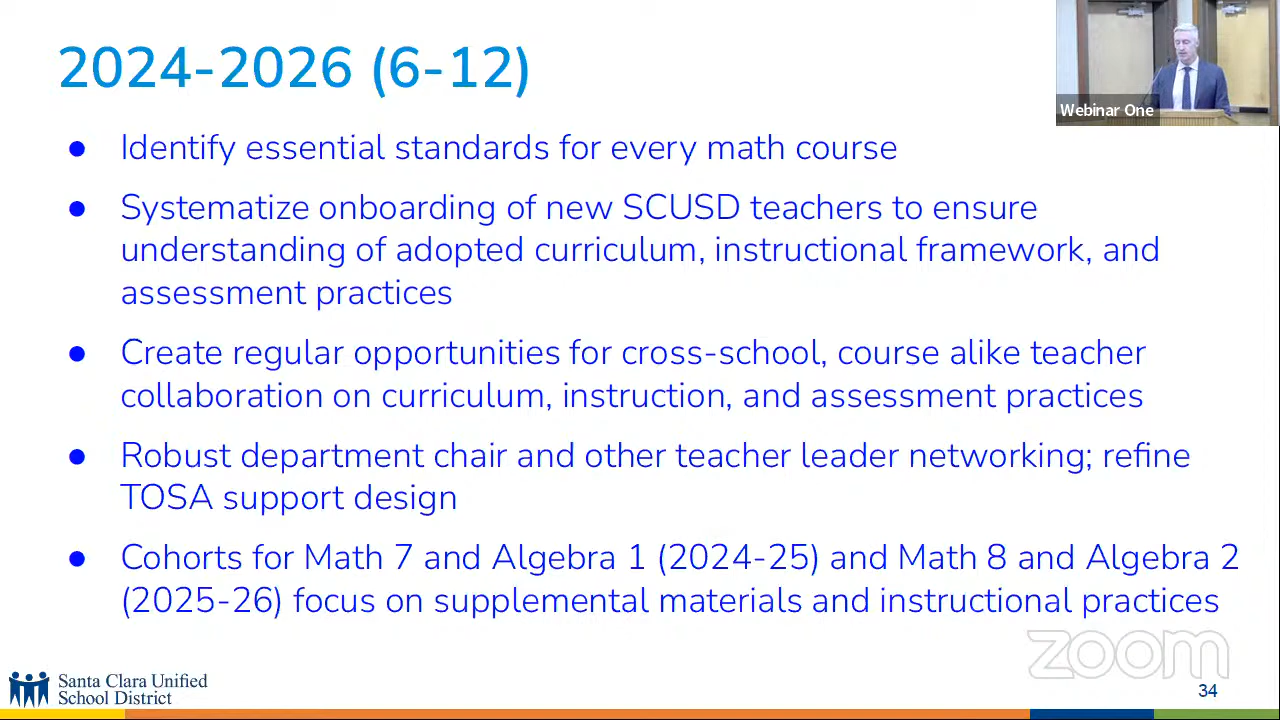 2024-2026 (6-12)
Webinar One
● Identify essential standards for every math course
● Systematize onboarding of new SCUSD teachers to ensure
understanding of adopted curriculum, instructional framework, and
assessment practices
● Create regular opportunities for cross-school, course alike teacher
collaboration on curriculum, instruction, and assessment practices
● Robust department chair and other teacher leader networking; refine
TOSA support design
● Cohorts for Math 7 and Algebra 1 (2024-25) and Math 8 and Algebra 2
(2025-26) focus on supplemental materials and instructional practices
zoom
Santa Clara Unified
School District
34